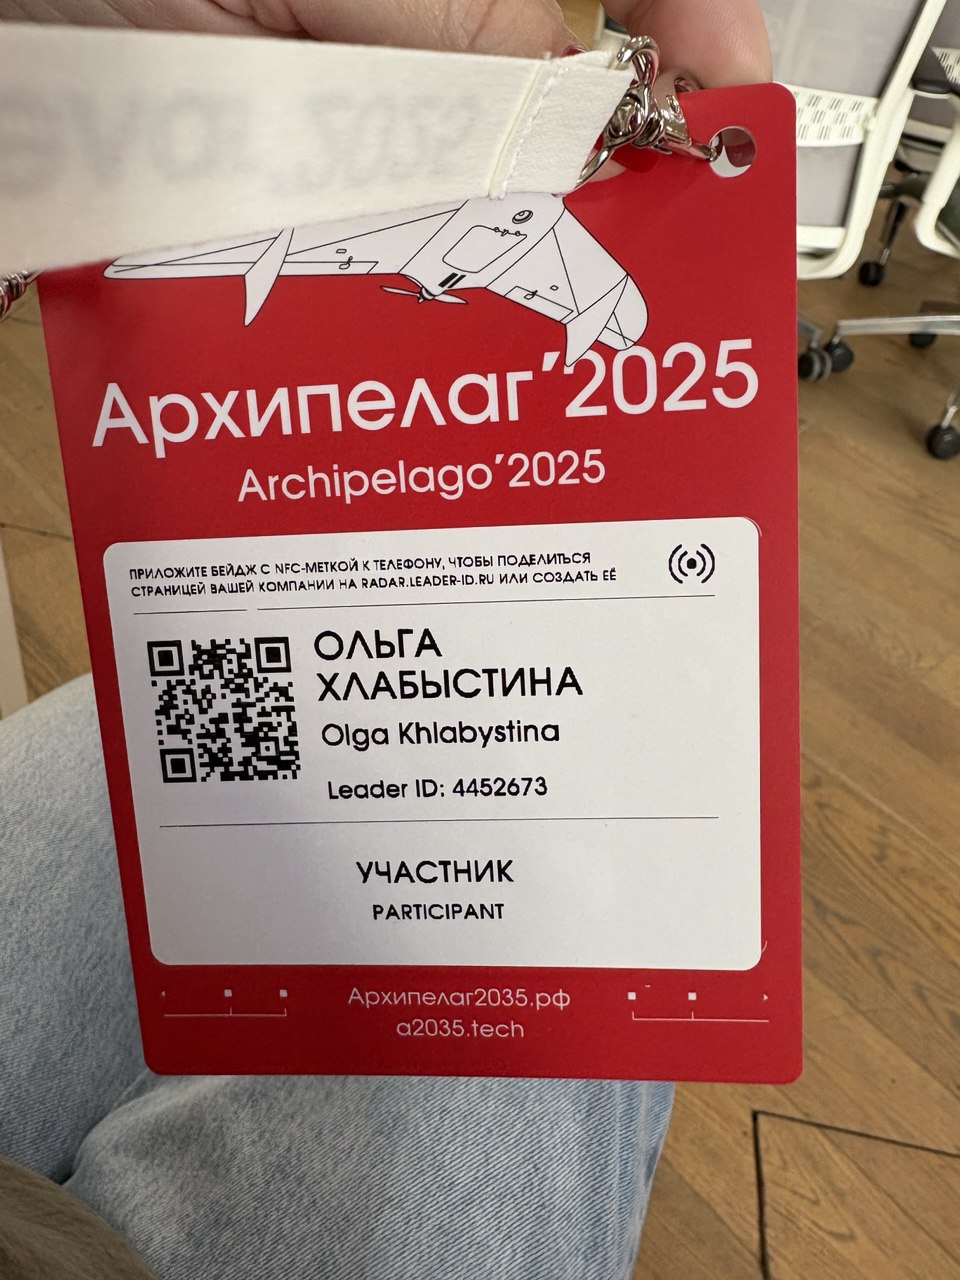 Архипелаг'2025
Archipelago'2025
ПРИЛОЖИТЕ БЕЙДЖ С NFC-МЕТКОЙ К ТЕЛЕФОНУ, ЧТОБЫ ПОДЕЛИТЬСЯ
СТРАНИЦЕЙ ВАШЕЙ КОМПАНИИ НА RADAR.LEADER-ID.RU ИЛИ СОЗДАТЬ ЕЁ
ОЛЬГА
ХЛАБЫСТИНА
Olga Khlabystina
Leader ID: 4452673
УЧАСТНИК
PARTICIPANT
Архипелаг2035.рф
a2035.tech